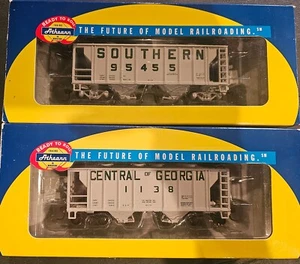 READY TO ROLL
Athearn
THE FUTURE OF MODEL RAILROADING.
SOUTHERN
95455
READY TO ROLL
Athearn
THE FUTURE OF MODEL RAILROADING.
CENTRAL OF GEORGIA
1138